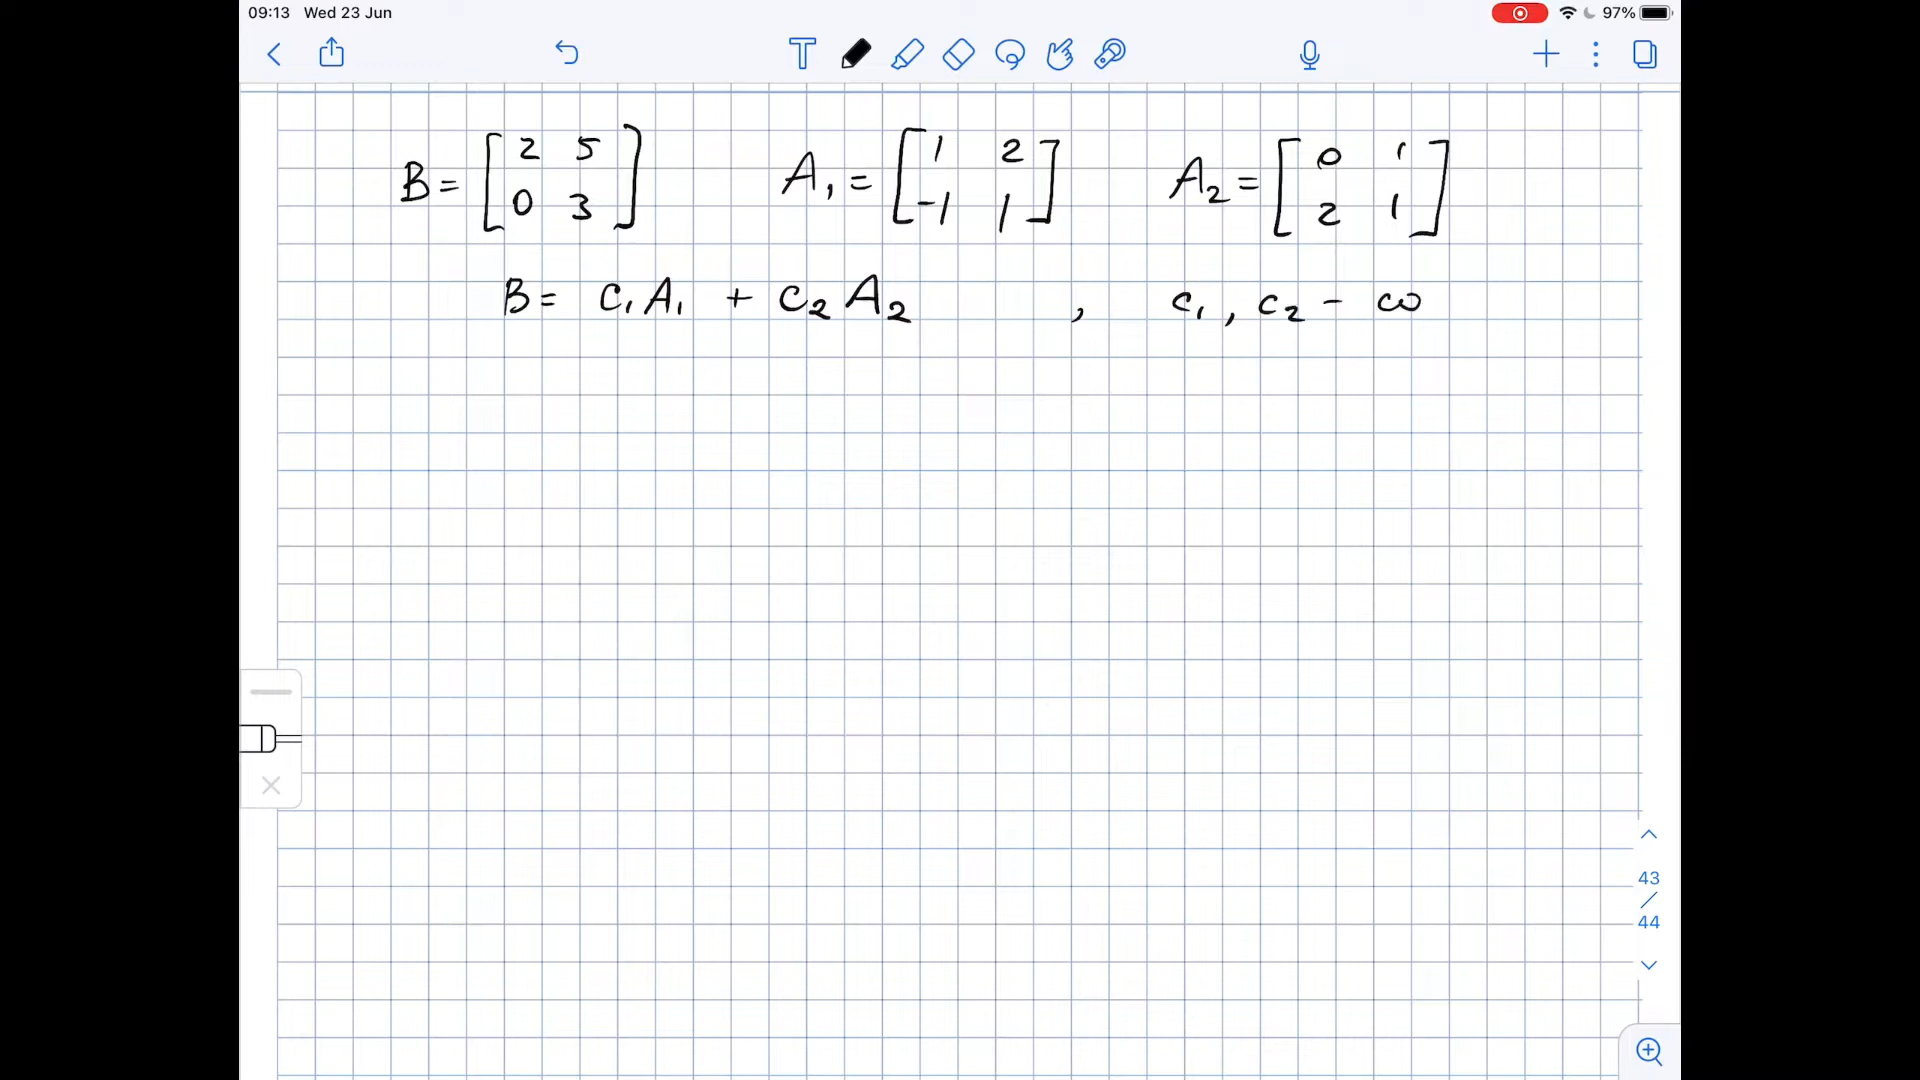 09:13 Wed 23 Jun 97%
T
B = [ 2 5 A₁ = [ 1 2 ] A₂ = [ 0 1
0 3 ] -1 1 2 1 ]
B = c₁A₁ + c₂A₂ , c₁, c₂ - co
43
/
44